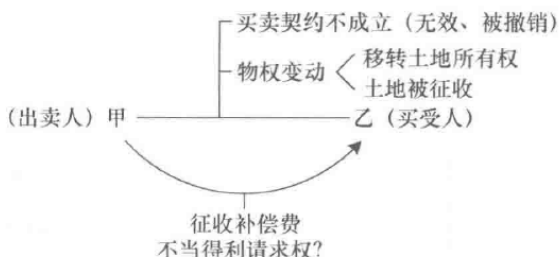 买卖契约不成立（无效、被撤销）
物权变动
移转土地所有权
土地被征收
（出卖人）甲
乙（买受人）
征收补偿费
不当得利请求权？